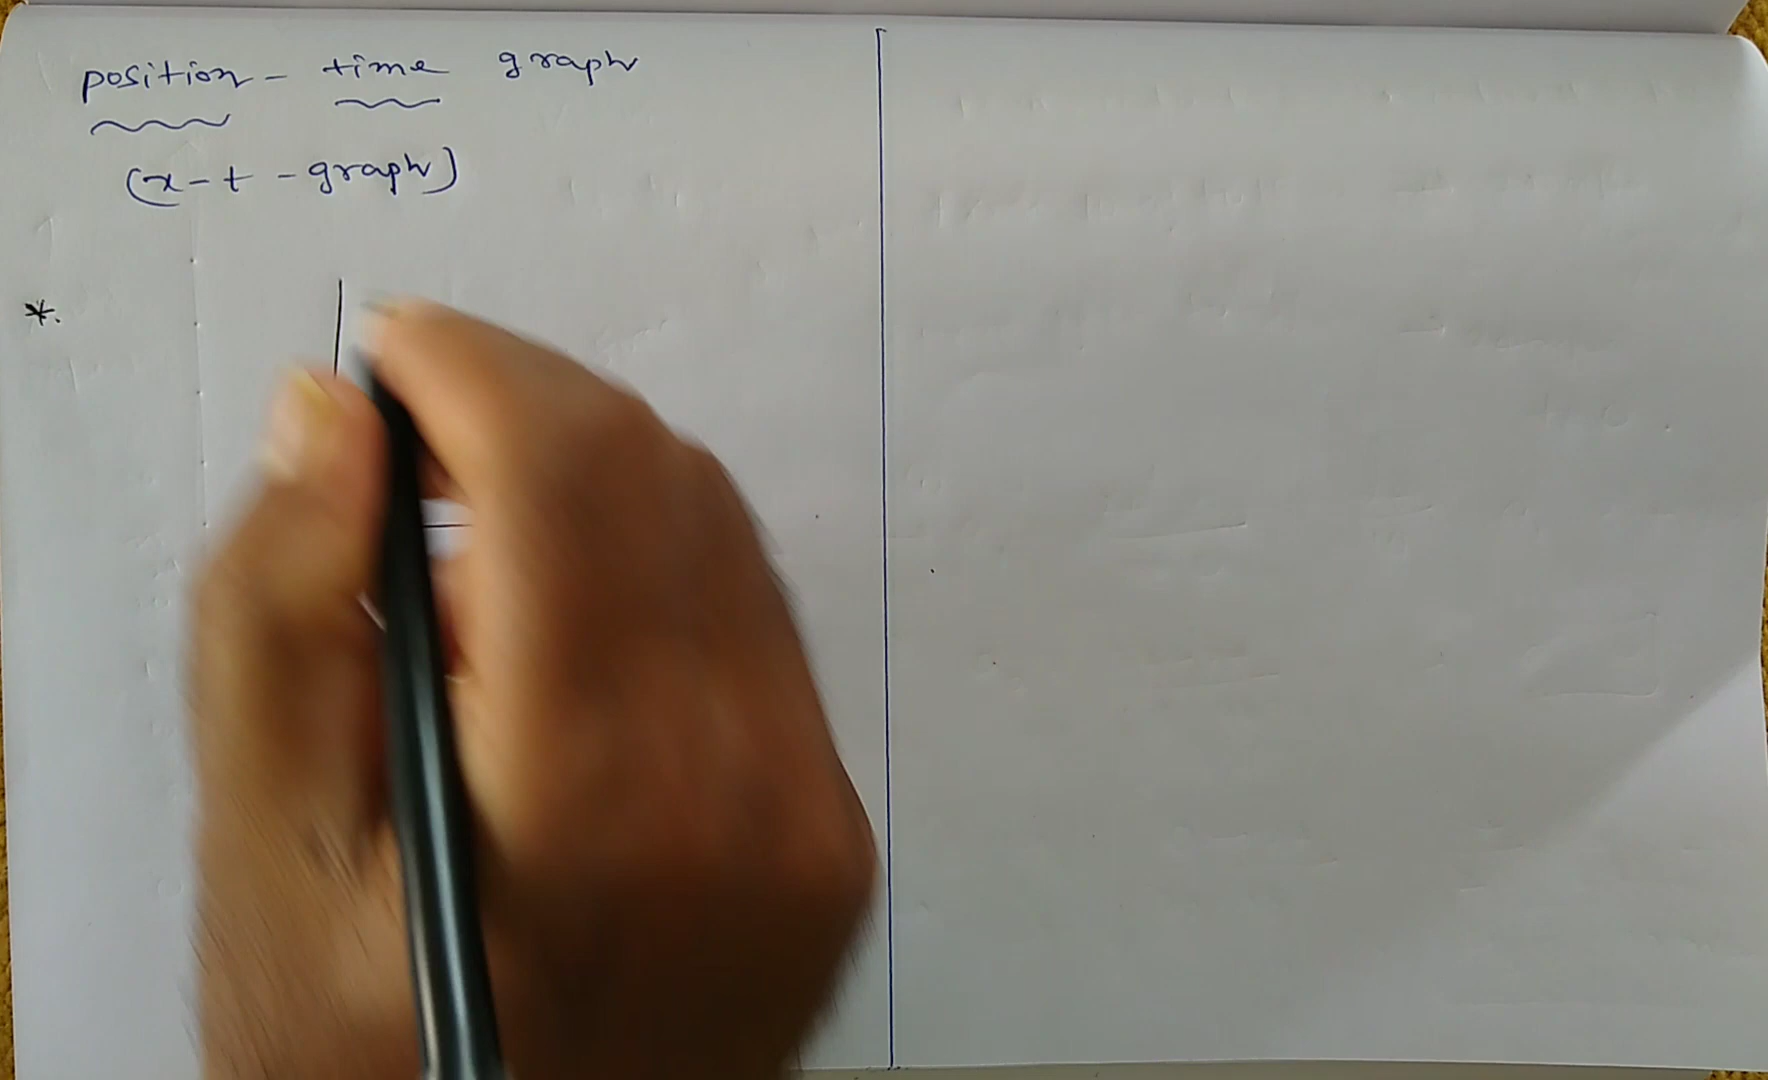 position - time graph
(x-t-graph)
*.